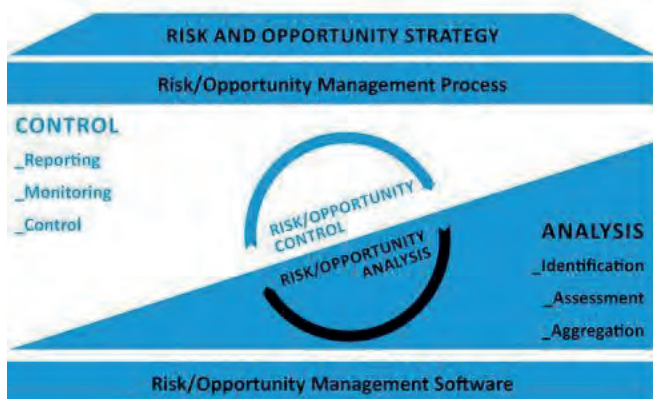 RISK AND OPPORTUNITY STRATEGY
Risk/Opportunity Management Process
CONTROL
_Reporting
_Monitoring
_Control
RISK/OPPORTUNITY
CONTROL
RISK/OPPORTUNITY
ANALYSIS
ANALYSIS
_Identification
_Assessment
_Aggregation
Risk/Opportunity Management Software